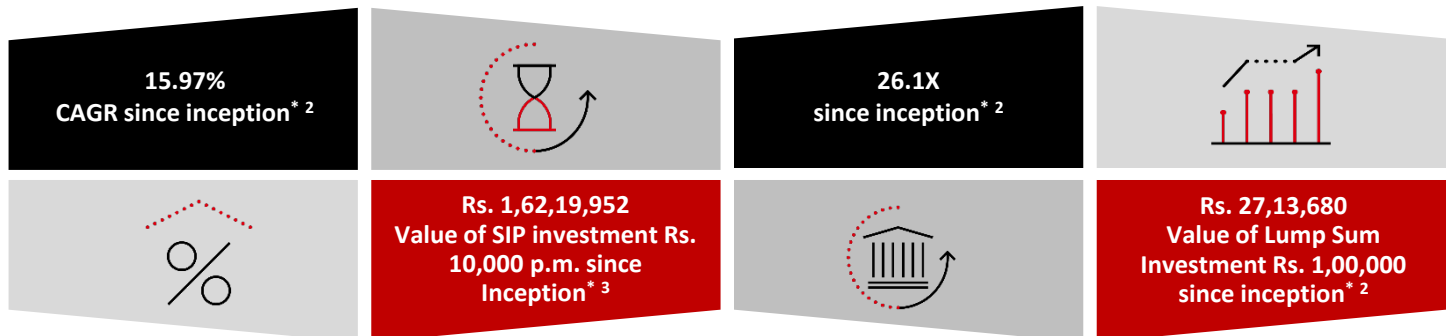 15.97%
CAGR since inception* 2
26.1X
since inception* 2
Rs. 1,62,19,952
Value of SIP investment Rs.
10,000 p.m. since
Inception* 3
Rs. 27,13,680
Value of Lump Sum
Investment Rs. 1,00,000
since inception* 2